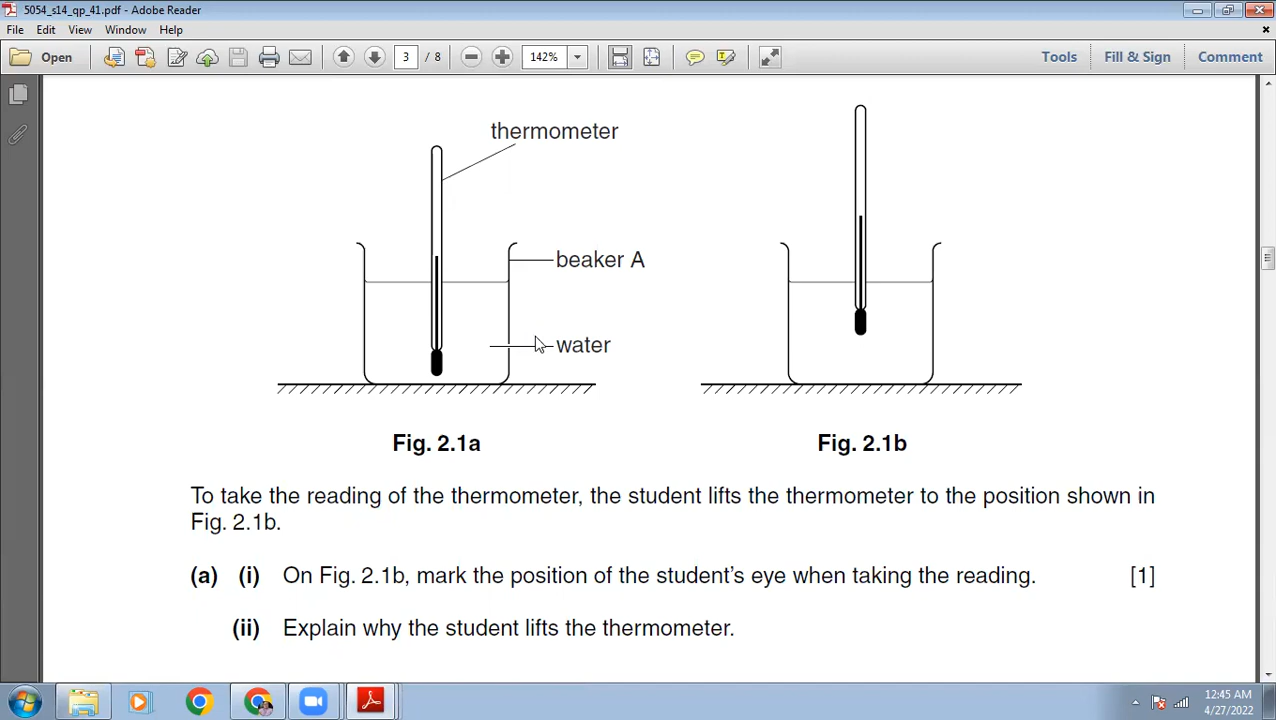 5054_s14_qp_41.pdf - Adobe Reader
File Edit View Window Help
Open 3 / 8 142% Tools Fill & Sign Comment
thermometer
beaker A
water
Fig. 2.1a Fig. 2.1b
To take the reading of the thermometer, the student lifts the thermometer to the position shown in
Fig. 2.1b.
(a) (i) On Fig. 2.1b, mark the position of the student's eye when taking the reading. [1]
(ii) Explain why the student lifts the thermometer.
12:45 AM
4/27/2022